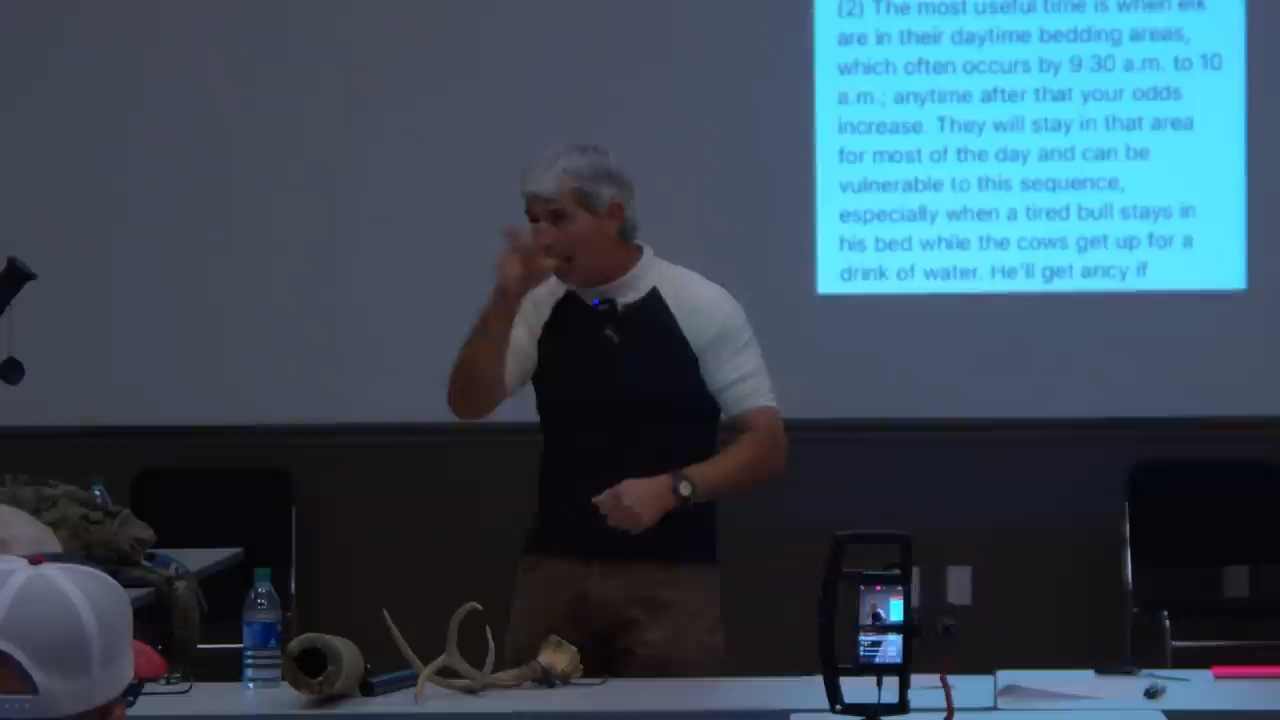 (2) The most useful time is when elk
are in their daytime bedding areas,
which often occurs by 9 30 a.m. to 10
a.m.; anytime after that your odds
increase. They will stay in that area
for most of the day and can be
vulnerable to this sequence,
especially when a tired bull stays in
his bed while the cows get up for a
drink of water. He'll get ancy if